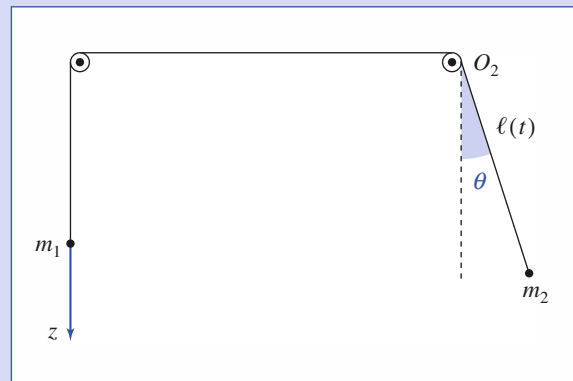 O₂
ℓ(t)
θ
m₁
m₂
z